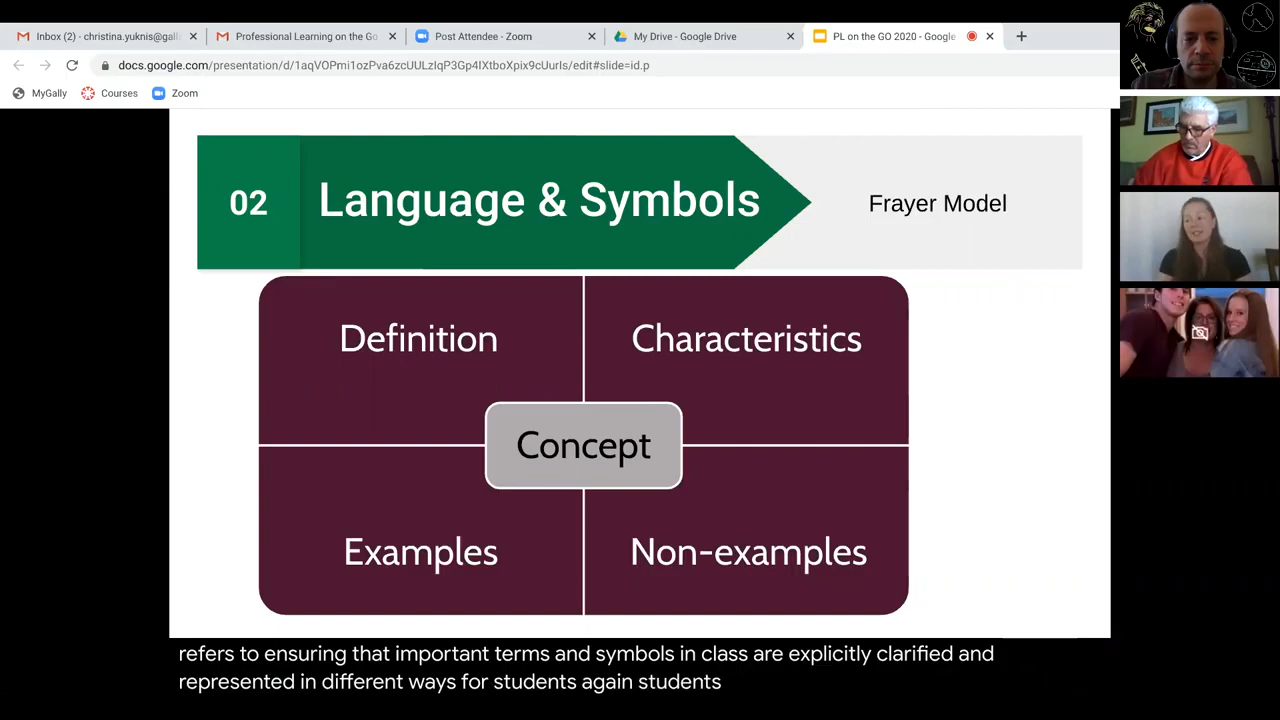 Inbox (2) - christina.yuknis@gall
Professional Learning on the Go
Post Attendee - Zoom
My Drive - Google Drive
PL on the GO 2020 - Google
docs.google.com/presentation/d/1aqVOPmi1ozPva6zcUULzIqP3Gp4IXtboXpix9cUurIs/edit#slide=id.p
MyGally
Courses
Zoom
02
Language & Symbols
Frayer Model
Definition
Characteristics
Concept
Examples
Non-examples
refers to ensuring that important terms and symbols in class are explicitly clarified and
represented in different ways for students again students